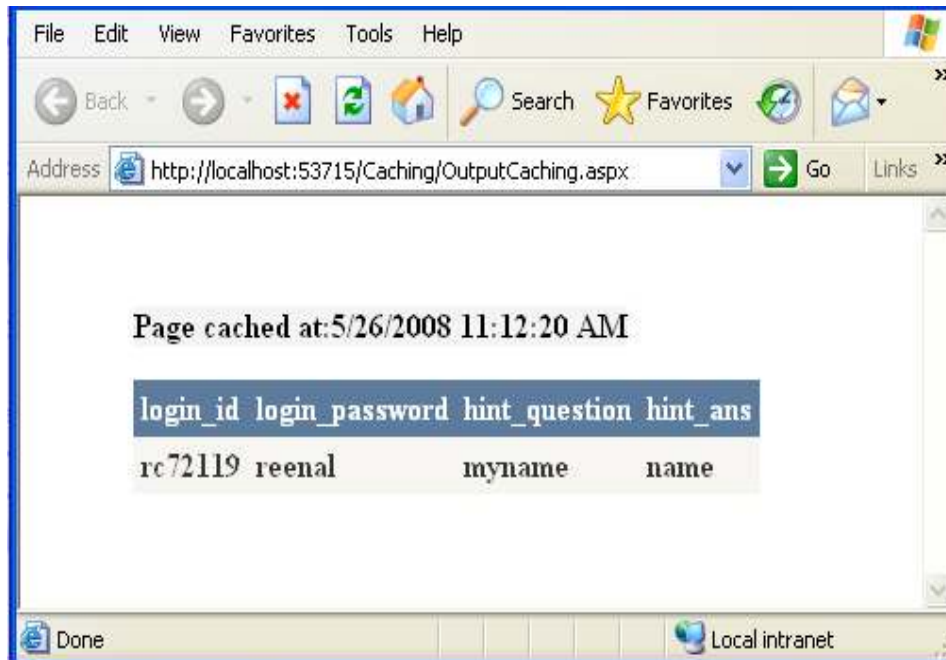 File Edit View Favorites Tools Help
Back Search Favorites
Address http://localhost:53715/Caching/OutputCaching.aspx Go Links
Page cached at:5/26/2008 11:12:20 AM
login_id login_password hint_question hint_ans
rc72119 reenal myname name
Done Local intranet